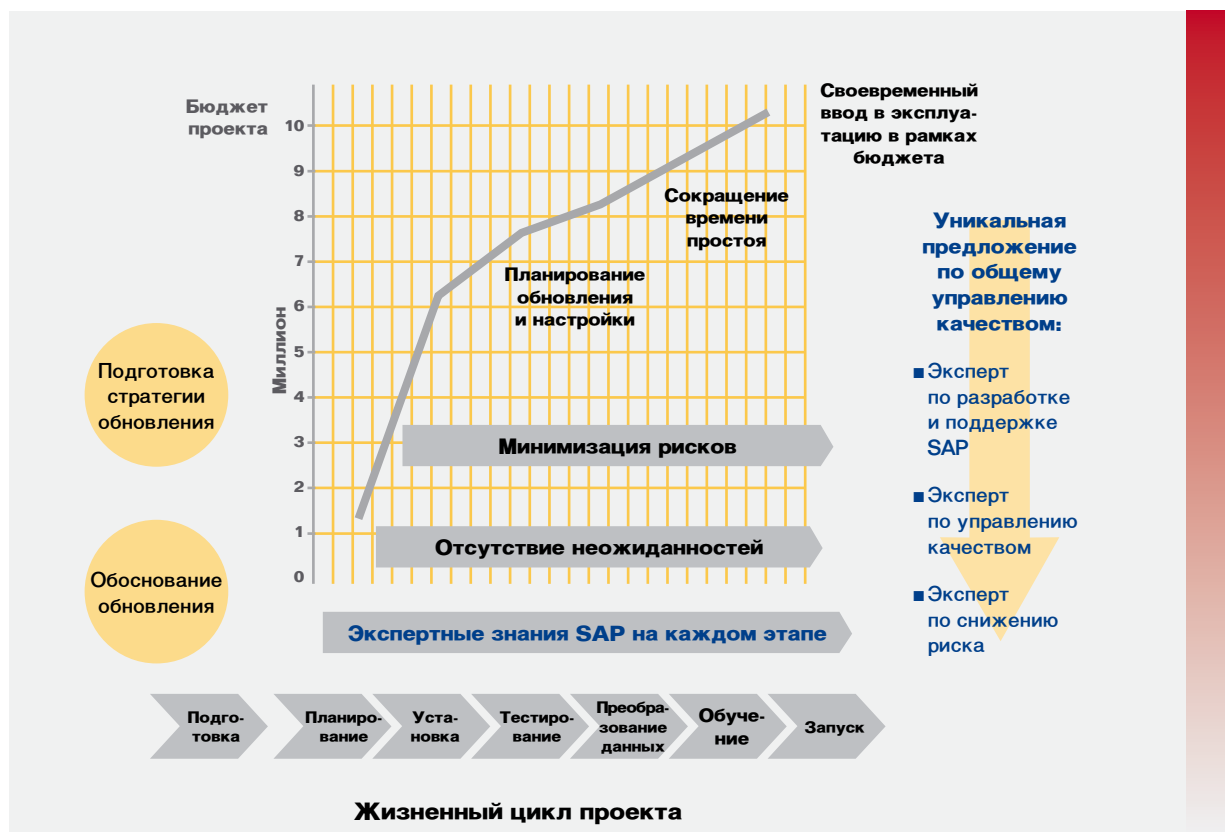 Бюджет
проекта
10
9
8
7
6
5
4
3
2
1
0
Миллион
Своевременный
ввод в эксплуа-
тацию в рамках
бюджета
Сокращение
времени
простоя
Планирование
обновления
и настройки
Минимизация рисков
Отсутствие неожиданностей
Экспертные знания SAP на каждом этапе
Подготовка
стратегии
обновления
Обоснование
обновления
Уникальная
предложение
по общему
управлению
качеством:
■ Эксперт
по разработке
и поддержке
SAP
■ Эксперт
по управлению
качеством
■ Эксперт
по снижению
риска
Подго-
товка
Планиро-
вание
Уста-
новка
Тестиро-
вание
Преобра-
зование
данных
Обуче-
ние
Запуск
Жизненный цикл проекта